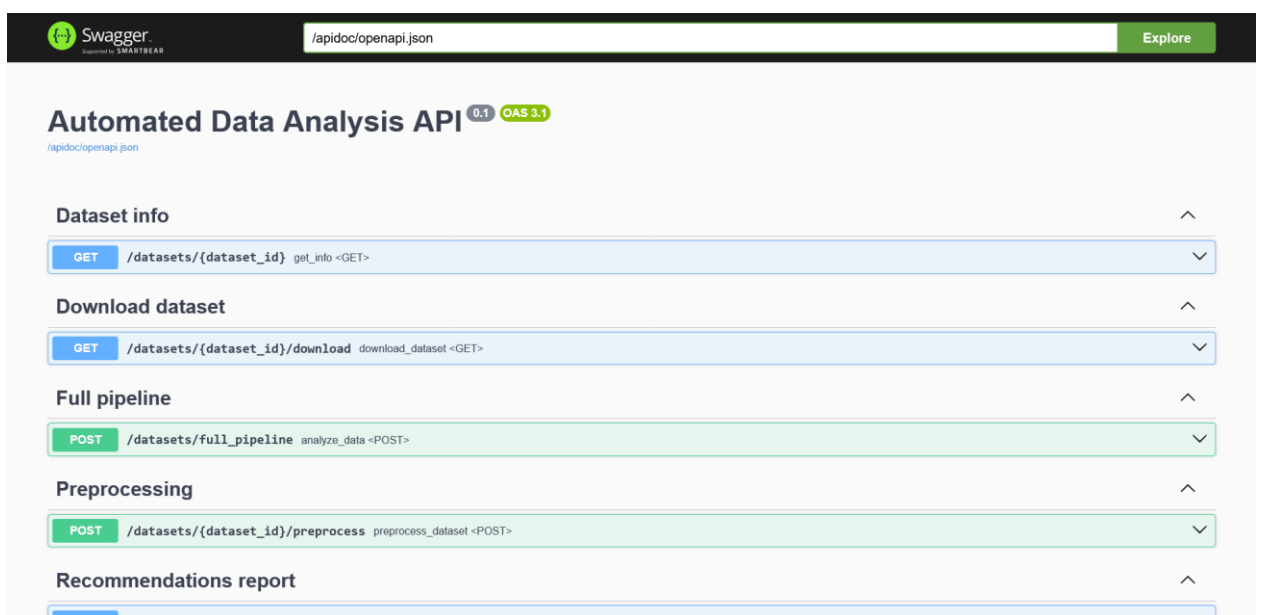 Swagger.
Supported by SMARTBEAR
/apidoc/openapi.json
Explore
Automated Data Analysis API 0.1 OAS 3.1
/apidoc/openapi.json
Dataset info
GET /datasets/{dataset_id} get_info <GET>
Download dataset
GET /datasets/{dataset_id}/download download_dataset <GET>
Full pipeline
POST /datasets/full_pipeline analyze_data <POST>
Preprocessing
POST /datasets/{dataset_id}/preprocess preprocess_dataset <POST>
Recommendations report